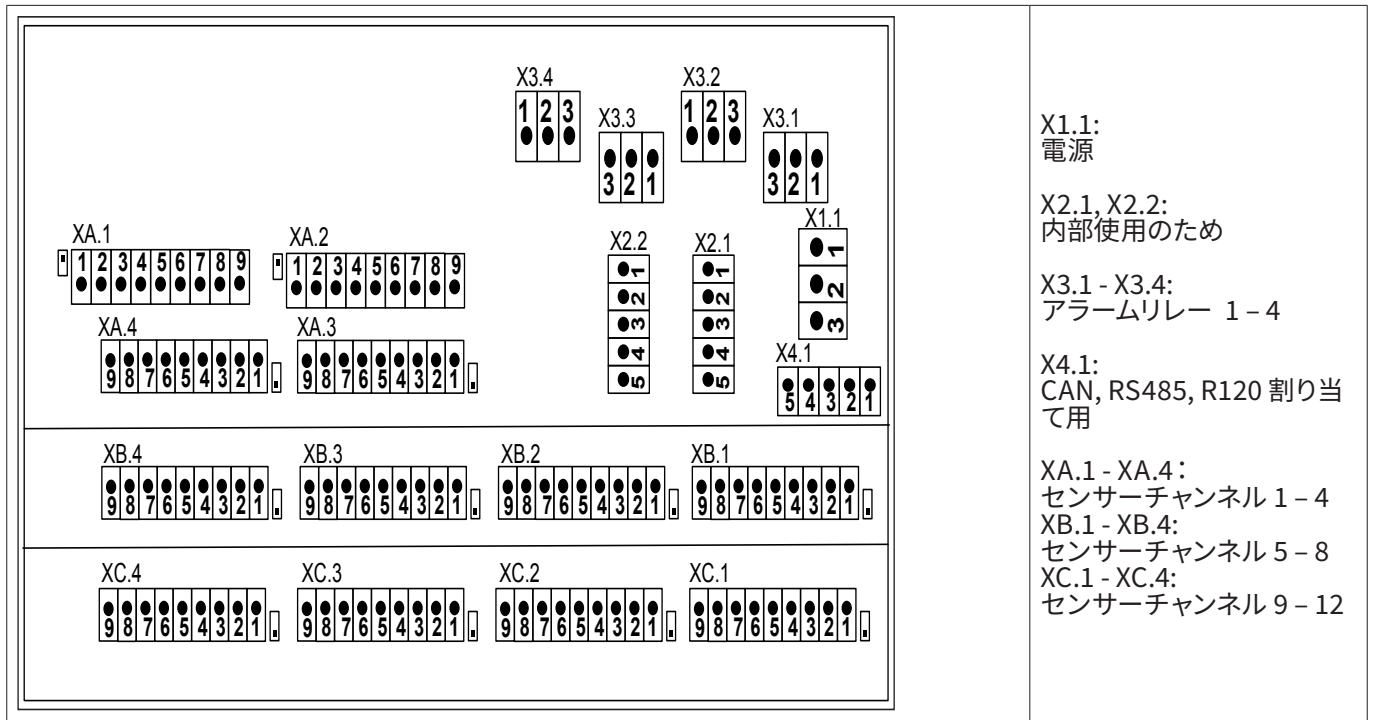 X3.4
X3.2
1 2 3
1 2 3
X3.3
X3.1
3 2 1
3 2 1
XA.1
XA.2
1 2 3 4 5 6 7 8 9
1 2 3 4 5 6 7 8 9
XA.4
XA.3
9 8 7 6 5 4 3 2 1
9 8 7 6 5 4 3 2 1
X2.2
1
2
3
4
5
X2.1
1
2
3
4
5
X1.1
1
2
3
X4.1
5 4 3 2 1
XB.4
XB.3
XB.2
XB.1
9 8 7 6 5 4 3 2 1
9 8 7 6 5 4 3 2 1
9 8 7 6 5 4 3 2 1
9 8 7 6 5 4 3 2 1
XC.4
XC.3
XC.2
XC.1
9 8 7 6 5 4 3 2 1
9 8 7 6 5 4 3 2 1
9 8 7 6 5 4 3 2 1
9 8 7 6 5 4 3 2 1
X1.1:
電源
X2.1, X2.2:
内部使用のため
X3.1 - X3.4:
アラームリレー 1 – 4
X4.1:
CAN, RS485, R120 割り当
て用
XA.1 - XA.4：
センサーチャンネル 1 – 4
XB.1 - XB.4:
センサーチャンネル 5 – 8
XC.1 - XC.4:
センサーチャンネル 9 – 12